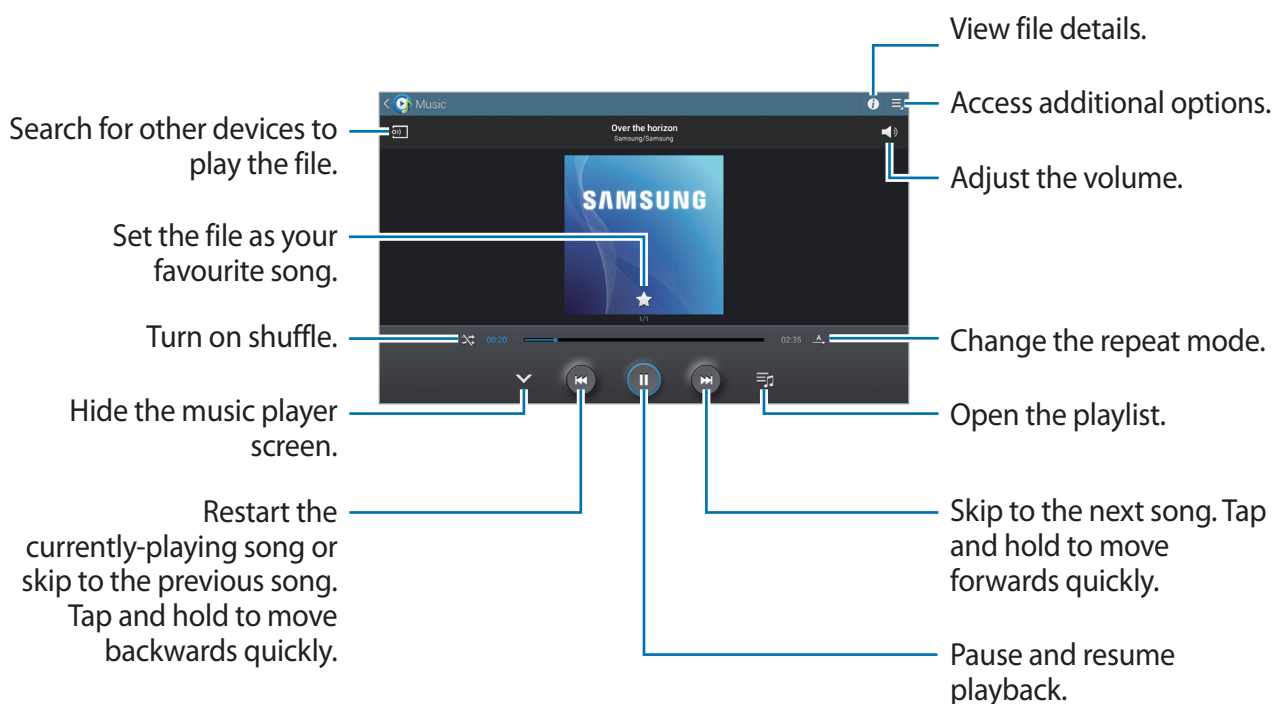 View file details.
Music
Access additional options.
Search for other devices to
play the file.
Over the horizon
Samsung/Samsung
Adjust the volume.
SAMSUNG
Set the file as your
favourite song.
1/1
Turn on shuffle.
00:20
02:35
A
Change the repeat mode.
Hide the music player
screen.
Open the playlist.
Restart the
currently-playing song or
skip to the previous song.
Tap and hold to move
backwards quickly.
Skip to the next song. Tap
and hold to move
forwards quickly.
Pause and resume
playback.